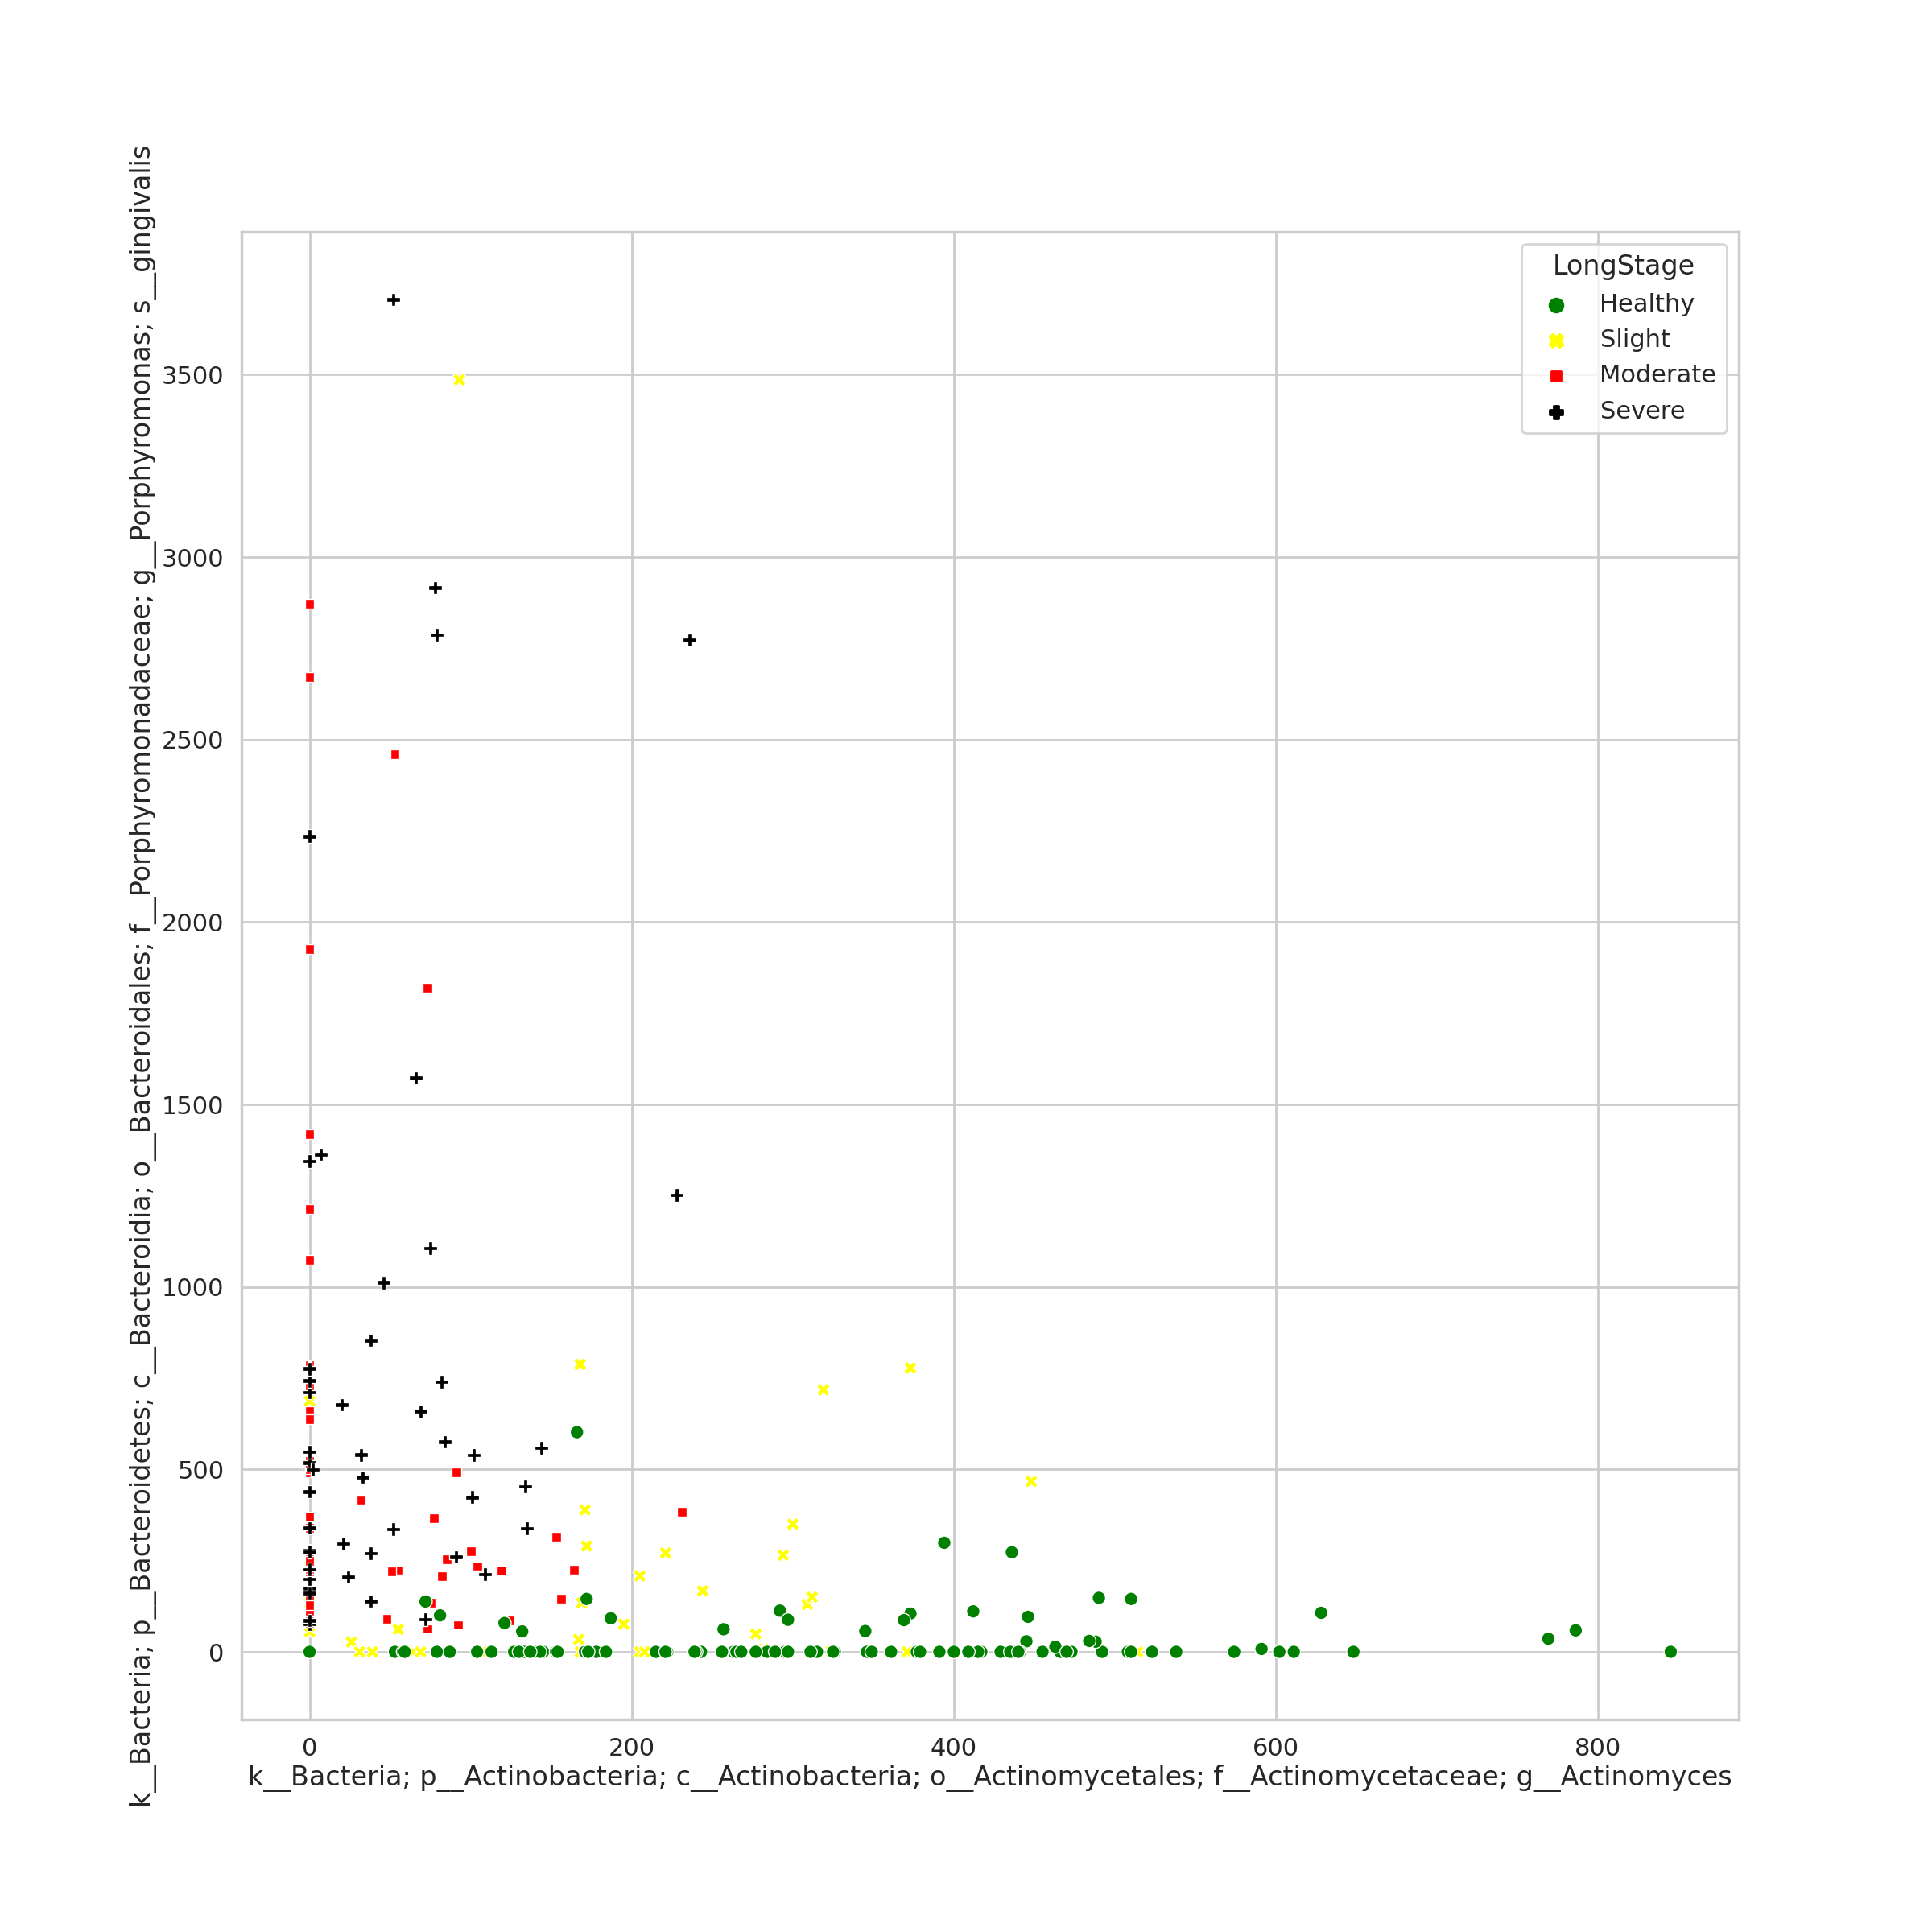 k__Bacteria; p__Bacteroidetes; c__Bacteroidia; o__Bacteroidales; f__Porphyromonadaceae; g__Porphyromonas; s__gingivalis
LongStage
Healthy
Slight
Moderate
Severe
3500
3000
2500
2000
1500
1000
500
0
0 200 400 600 800
k__Bacteria; p__Actinobacteria; c__Actinobacteria; o__Actinomycetales; f__Actinomycetaceae; g__Actinomyces